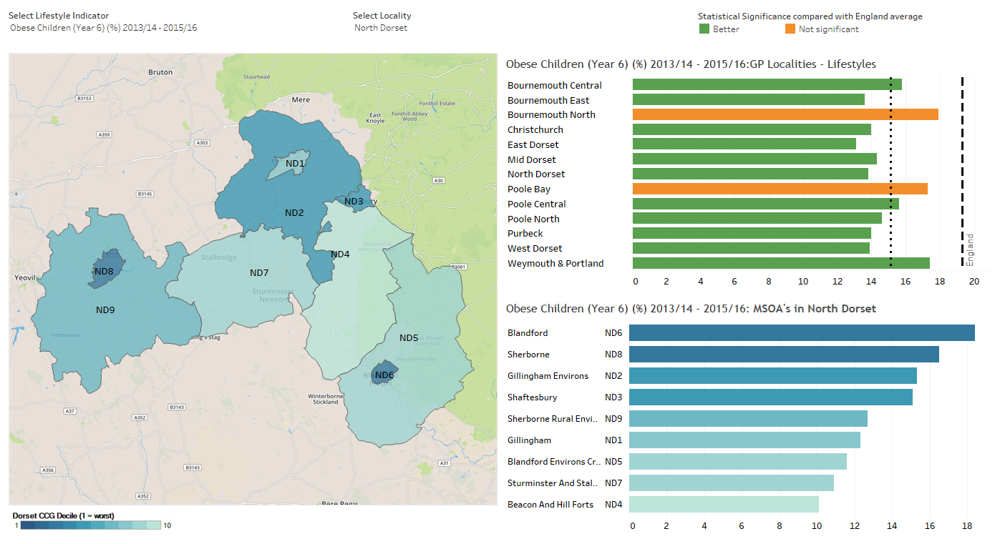 Select Lifestyle Indicator
Obese Children (Year 6) (%) 2013/14 - 2015/16
Select Locality
North Dorset
Statistical Significance compared with England average
Better
Not significant
Bruton
Stourhead
B3153
Mere
Fonthill Estate
East
Knoyle
Fonthill Abbey
Wood
A359
A303
ND1
A30
B3145
ND3
ND2
ND4
Stalbridge
ND8
ND7
B3081
Yeovil
Sturminster
Newton
ND9
Yetminster
King's Stag
ND5
Blandford Camp
ND6
Forum
Winterborne
Stickland
A37
B3143
A352
A31
A356
B3143
A352
Bere Regis
Dorset CCG Decile (1 = worst)
1
10
Obese Children (Year 6) (%) 2013/14 - 2015/16:GP Localities - Lifestyles
Bournemouth Central
Bournemouth East
Bournemouth North
Christchurch
East Dorset
Mid Dorset
North Dorset
Poole Bay
Poole Central
Poole North
Purbeck
West Dorset
Weymouth & Portland
England
0 2 4 6 8 10 12 14 16 18 20
Obese Children (Year 6) (%) 2013/14 - 2015/16: MSOA's in North Dorset
Blandford ND6
Sherborne ND8
Gillingham Environs ND2
Shaftesbury ND3
Sherborne Rural Envi.. ND9
Gillingham ND1
Blandford Environs Cr.. ND5
Sturminster And Stal.. ND7
Beacon And Hill Forts ND4
0 2 4 6 8 10 12 14 16 18